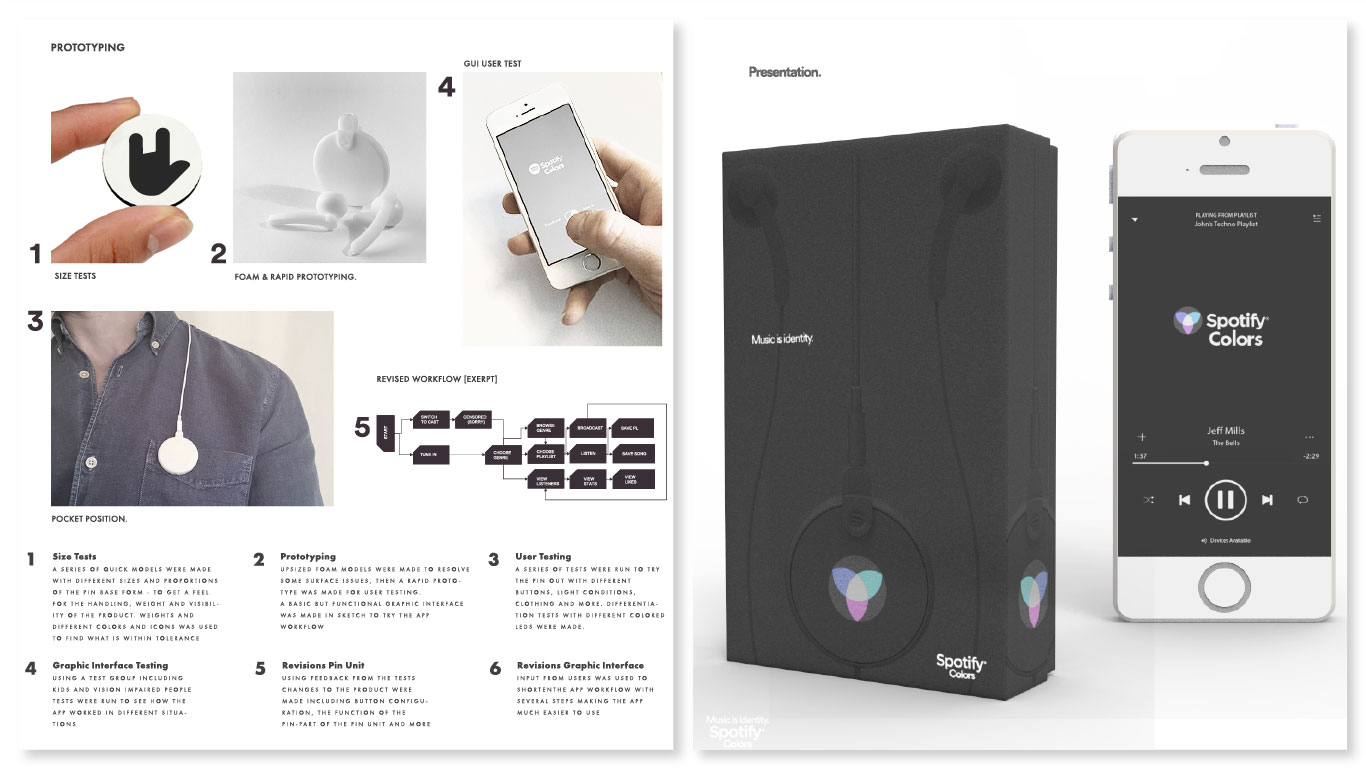 PROTOTYPING
1
SIZE TESTS
2
FOAM & RAPID PROTOTYPING.
GUI USER TEST
4
Spotify
Colors
3
POCKET POSITION.
REVISED WORKFLOW [EXERPT]
5
START
SWITCH
TO CAST
CENSORED
(SORRY)
TUNE IN
CHOOSE
GENRE
BROWSE
GENRE
BROADCAST
SAVE PL
CHOOSE
PLAYLIST
LISTEN
SAVE SONG
VIEW
LISTENERS
VIEW
STATS
VIEW
LIKES
1 Size Tests
A SERIES OF QUICK MODELS WERE MADE
WITH DIFFERENT SIZES AND PROPORTIONS
OF THE PIN BASE FORM - TO GET A FEEL
FOR THE HANDLING, WEIGHT AND VISIBIL-
ITY OF THE PRODUCT. WEIGHTS AND
DIFFERENT COLORS AND ICONS WAS USED
TO FIND WHAT IS WITHIN TOLERANCE
2 Prototyping
UPSIZED FOAM MODELS WERE MADE TO RESOLVE
SOME SURFACE ISSUES, THEN A RAPID PROTO-
TYPE WAS MADE FOR USER TESTING.
A BASIC BUT FUNCTIONAL GRAPHIC INTERFACE
WAS MADE IN SKETCH TO TRY THE APP
WORKFLOW
3 User Testing
A SERIES OF TESTS WERE RUN TO TRY
THE PIN OUT WITH DIFFERENT
BUTTONS, LIGHT CONDITIONS,
CLOTHING AND MORE. DIFFERENTIA-
TION TESTS WITH DIFFERENT COLORED
LEDS WERE MADE.
4 Graphic Interface Testing
USING A TEST GROUP INCLUDING
KIDS AND VISION IMPAIRED PEOPLE
TESTS WERE RUN TO SEE HOW THE
APP WORKED IN DIFFERENT SITUA-
TIONS
5 Revisions Pin Unit
USING FEEDBACK FROM THE TESTS
CHANGES TO THE PRODUCT WERE
MADE INCLUDING BUTTON CONFIGU-
RATION, THE FUNCTION OF THE
PIN-PART OF THE PIN UNIT AND MORE
6 Revisions Graphic Interface
INPUT FROM USERS WAS USED TO
SHORTENTHE APP WORKFLOW WITH
SEVERAL STEPS MAKING THE APP
MUCH EASIER TO USE
Presentation.
Music is identity.
Spotify®
Colors
PLAYING FROM PLAYLIST
John's Techno Playlist
Spotify®
Colors
Jeff Mills
The Bells
1:37
-2:29
Devices Available
Music is identity.
Spotify®
Colors